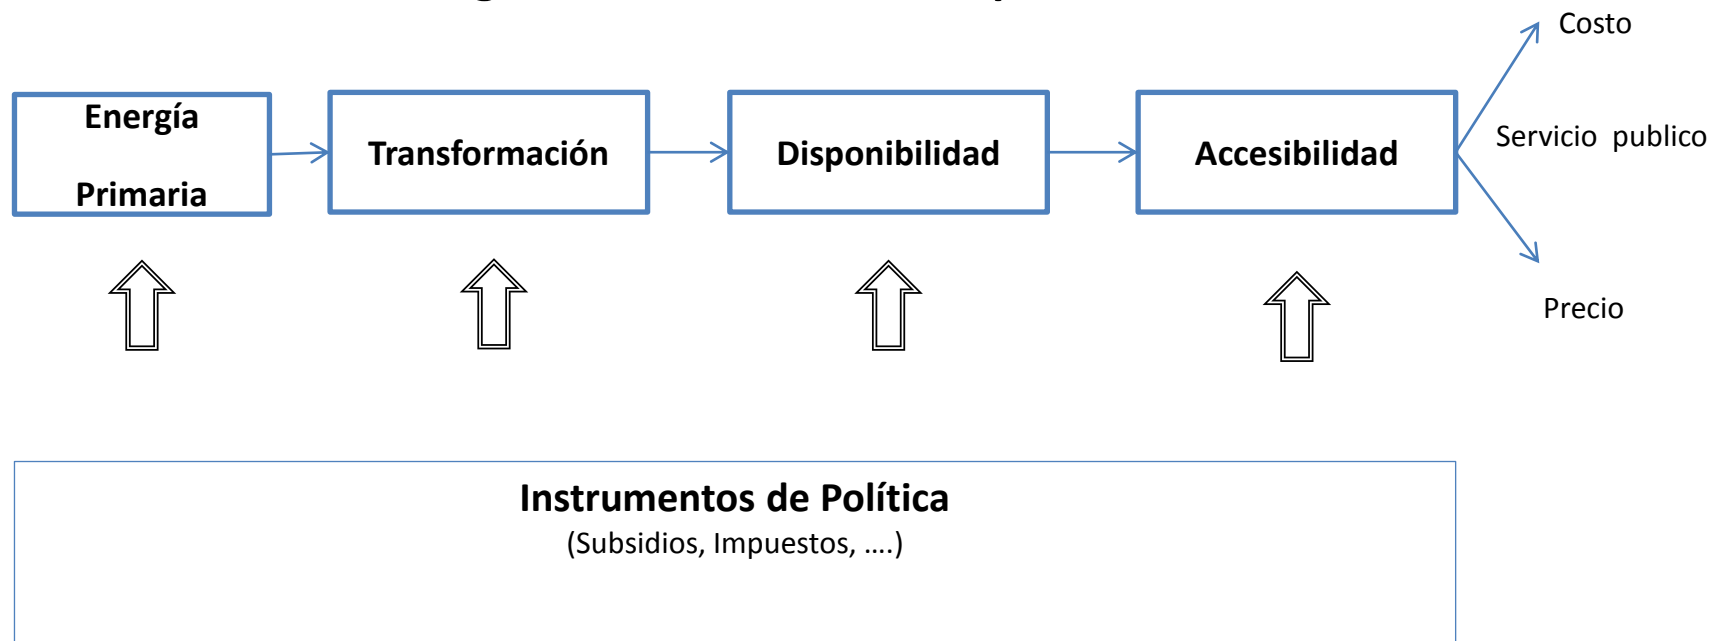 Costo
Energía
Primaria
Transformación
Disponibilidad
Accesibilidad
Servicio publico
Precio
Instrumentos de Política
(Subsidios, Impuestos, ....)